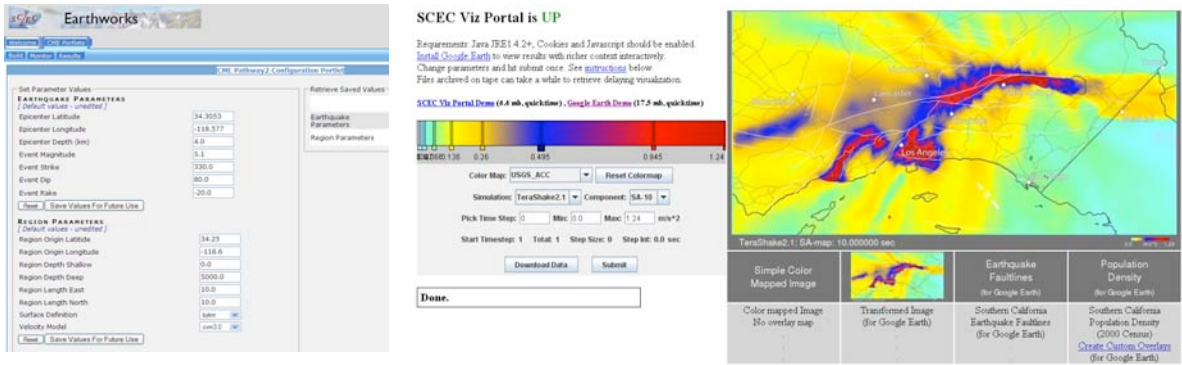 Earthworks
Welcome CME Portlets
Build Monitor Results
CME Pathway2 Configuration Portlet
Set Parameter Values
EARTHQUAKE PARAMETERS
[ Default values - unedited ]
Epicenter Latitude 34.3053
Epicenter Longitude -118.577
Epicenter Depth (km) 4.0
Event Magnitude 5.1
Event Strike 330.0
Event Dip 80.0
Event Rake -20.0
Reset Save Values For Future Use
REGION PARAMETERS
[ Default values - unedited ]
Region Origin Latitide 34.25
Region Origin Longitude -116.6
Region Depth Shallow 0.0
Region Depth Deep 5000.0
Region Length East 10.0
Region Length North 10.0
Surface Definition
Velocity Model
Reset Save Values For Future Use
Retrieve Saved Values
Earthquake
Parameters
Region Parameters
SCEC Viz Portal is UP
Requirements: Java JRE1.4.2+, Cookies and Javascript should be enabled.
Install Google Earth to view results with richer context interactively.
Change parameters and hit submit once. See instructions below.
Files archived on tape can take a while to retrieve delaying visualization.
SCEC Viz Portal Demo (6.6 mb, quicktime) , Google Earth Demo (17.5 mb, quicktime)
0.136 0.26 0.495 0.945 1.24
Color Map: USGS_ACC Reset Colormap
Simulation: TeraShake2.1 Component: SA-10
Pick Time Step: 0 Min: 0.0 Max: 1.24 m/s^2
Start Timestep: 1 Total: 1 Step Size: 0 Step Int: 0.0 sec
Download Data Submit
Done.
Lancaster
Los Angeles
TeraShake2.1: SA-map: 10.000000 sec
Simple Color
Mapped Image
Earthquake
Faultlines
(for Google Earth)
Population
Density
(for Google Earth)
Color mapped Image
No overlay map
Transformed Image
(for Google Earth)
Southern California
Earthquake Faultlines
(for Google Earth)
Southern California
Population Density
(2000 Census)
Create Custom Overlays
(for Google Earth)